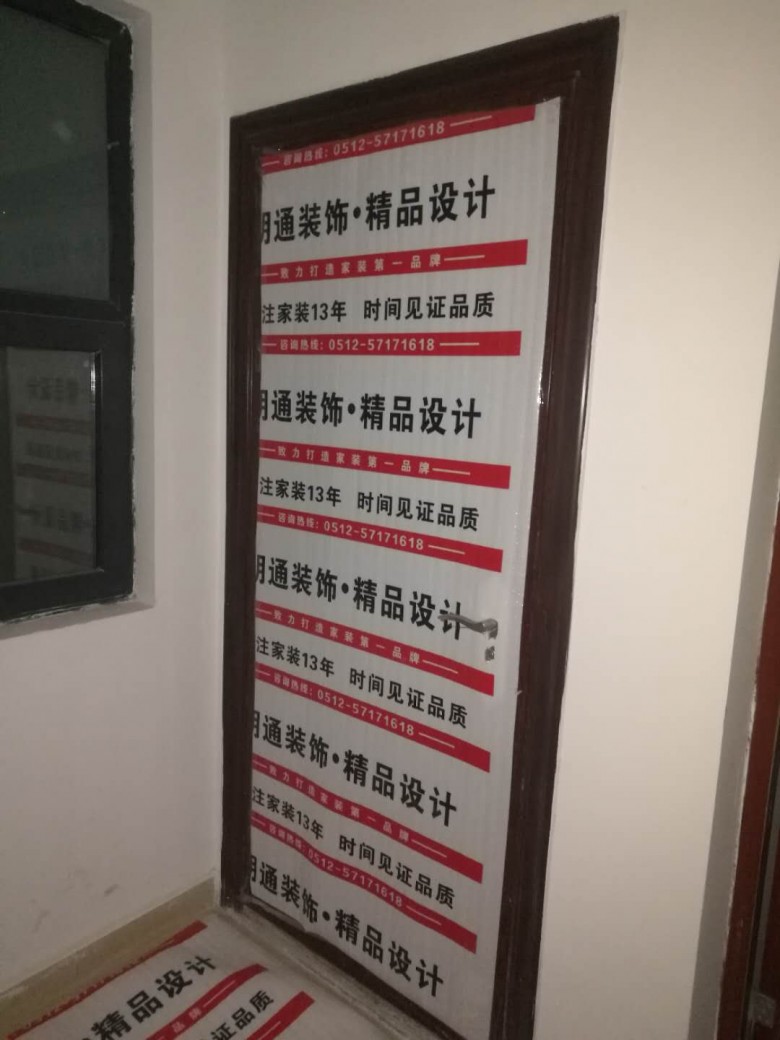 咨询热线:0512-57171618
通装饰·精品设计
致力打造家装第一品牌
注家装13年 时间见证品质
咨询热线:0512-57171618
通装饰·精品设计
致力打造家装第一品牌
注家装13年 时间见证品质
咨询热线:0512-57171618
通装饰·精品设计
致力打造家装第一品牌
注家装13年 时间见证品质
咨询热线:0512-57171618
通装饰·精品设计
致力打造家装第一品牌
注家装13年 时间见证品质
咨询热线:0512-57171618
通装饰·精品设计
精品设计
品牌
证品质